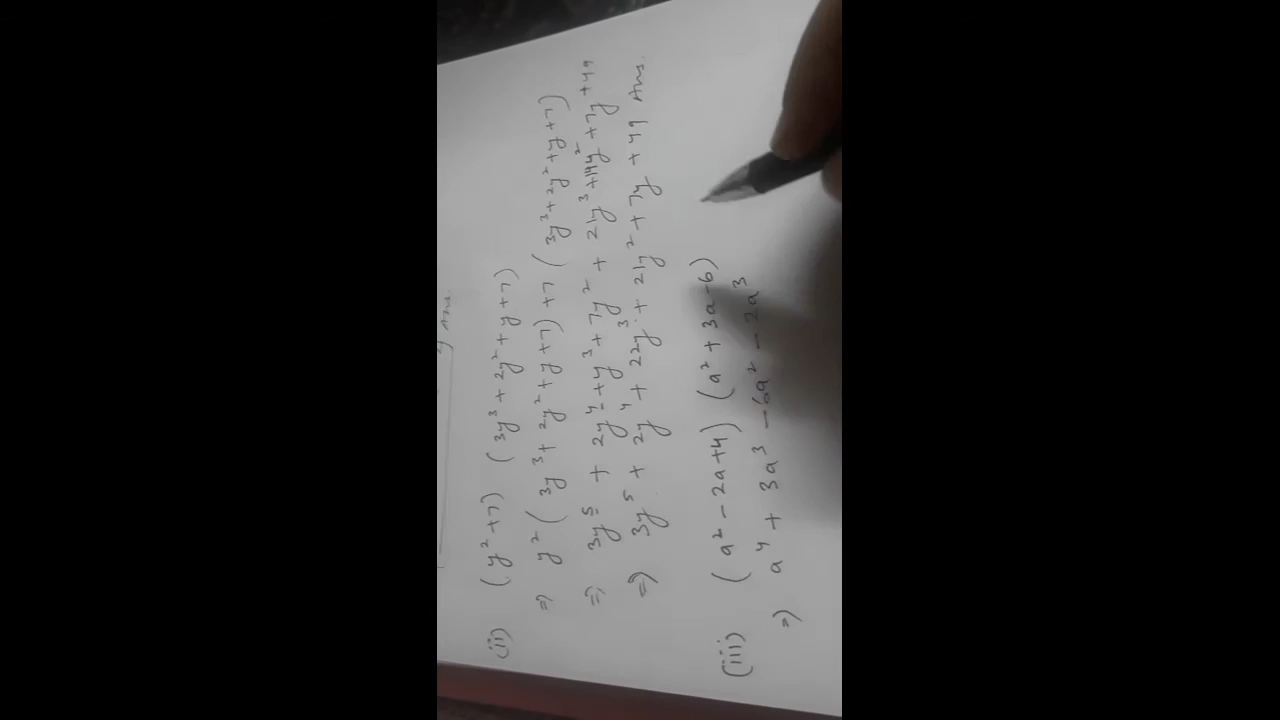 y Ans.
(ii) (y² + 7) (3y³ + 2y² + y + 7)
⇒ y² (3y³ + 2y² + y + 7) + 7 (3y³ + 2y² + y + 7)
⇒ 3y⁵ + 2y⁴ + y³ + 7y² + 21y³ + 14y² + 7y + 49
⇒ 3y⁵ + 2y⁴ + 22y³ + 21y² + 7y + 49 Ans.
(iii) (a² - 2a + 4) (a² + 3a - 6)
⇒ a⁴ + 3a³ - 6a² - 2a³